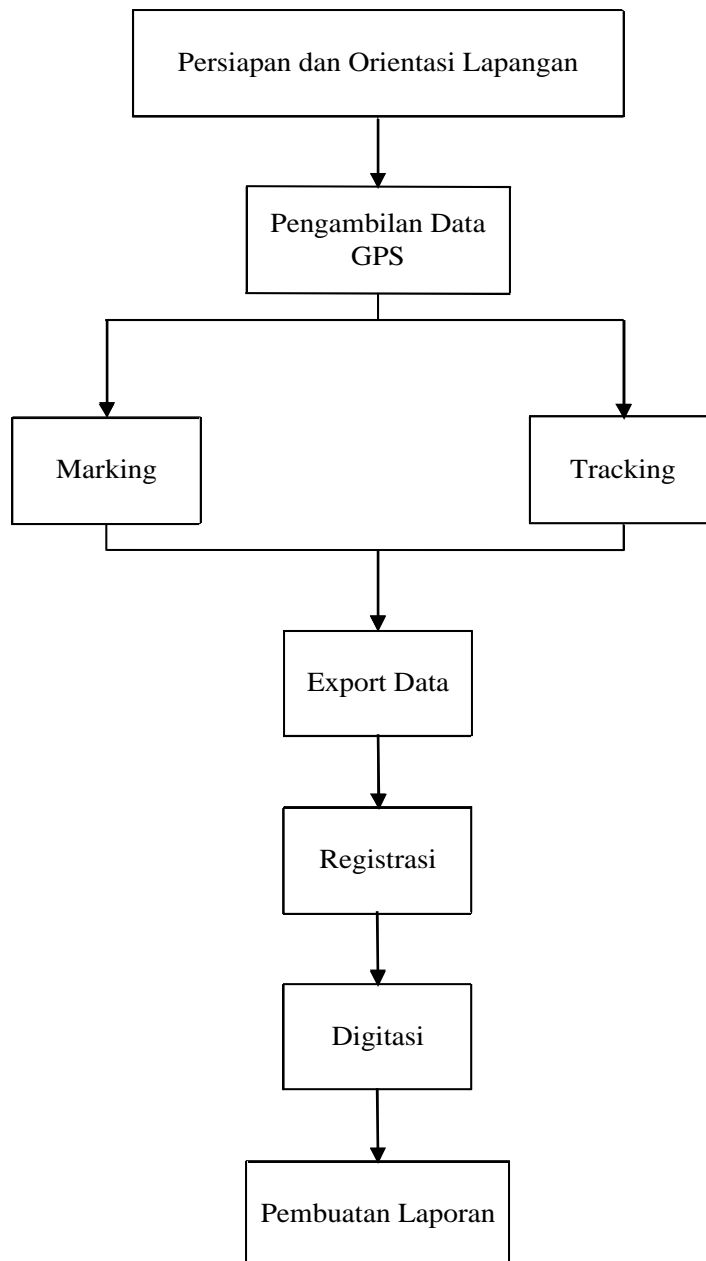 Persiapan dan Orientasi Lapangan
Pengambilan Data
GPS
Marking
Tracking
Export Data
Registrasi
Digitasi
Pembuatan Laporan